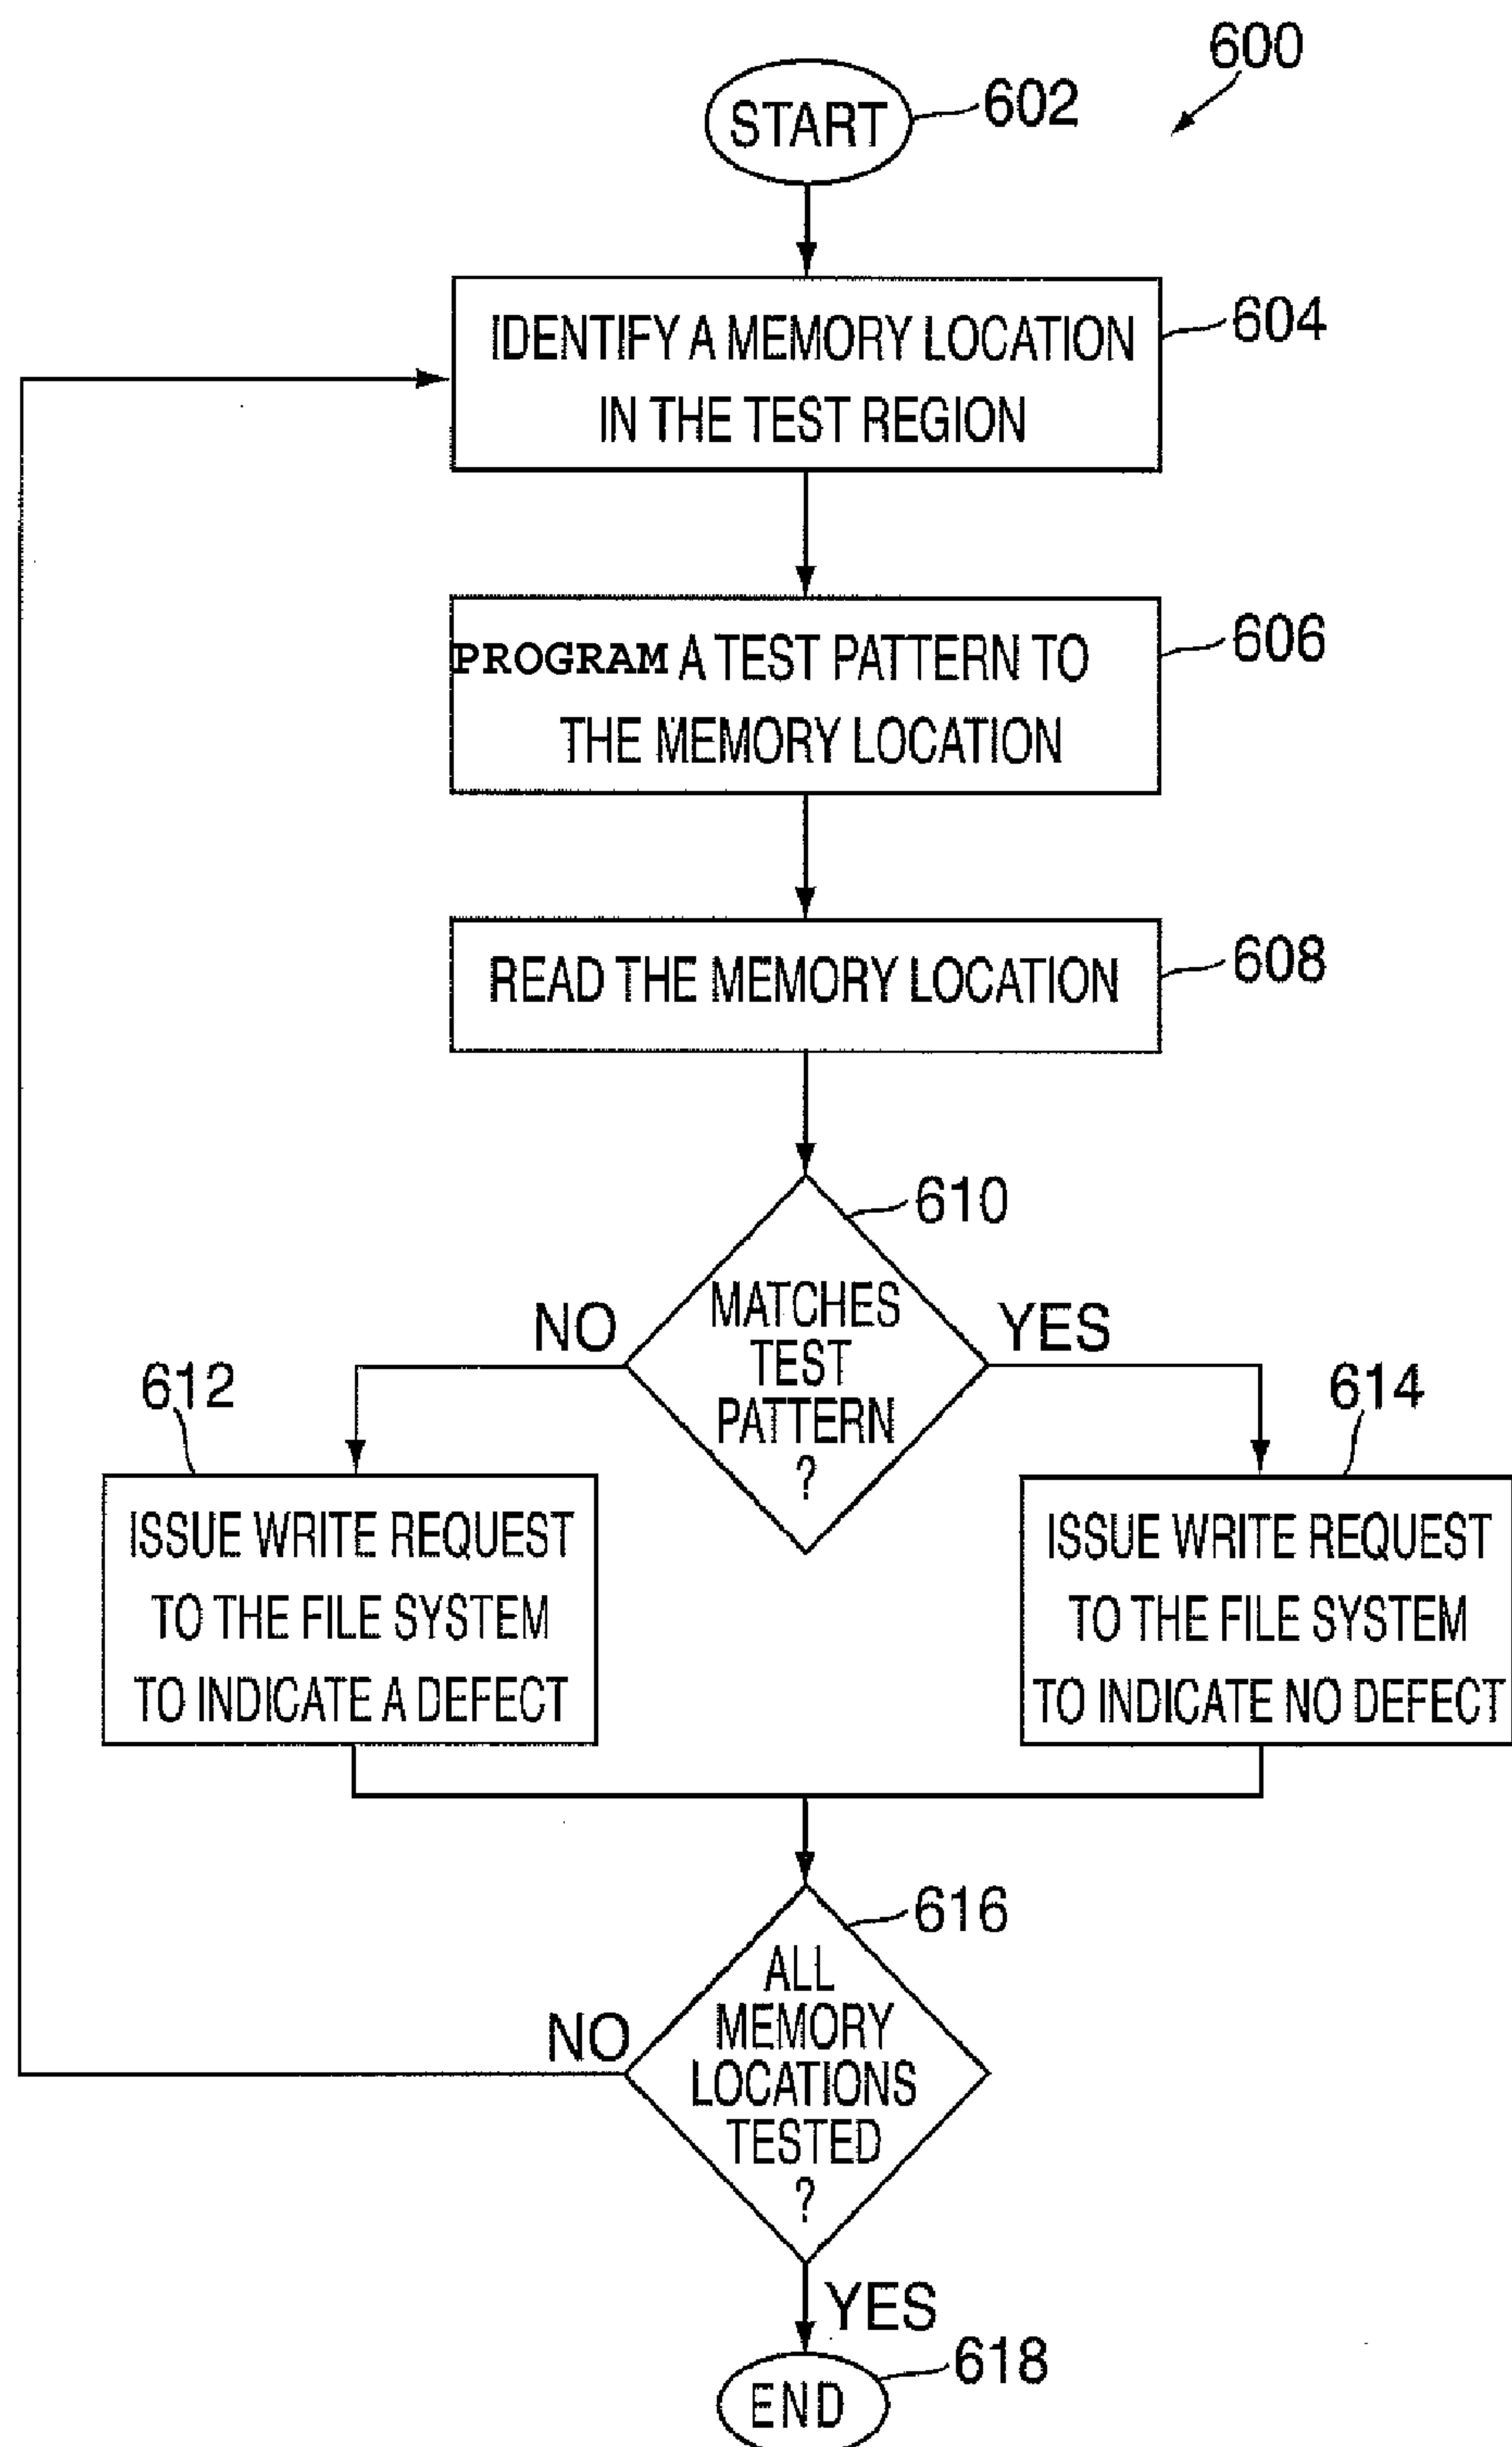 600
START
602
IDENTIFY A MEMORY LOCATION
IN THE TEST REGION
604
PROGRAM A TEST PATTERN TO
THE MEMORY LOCATION
606
READ THE MEMORY LOCATION
608
610
MATCHES
TEST
PATTERN
?
NO
YES
612
614
ISSUE WRITE REQUEST
TO THE FILE SYSTEM
TO INDICATE A DEFECT
ISSUE WRITE REQUEST
TO THE FILE SYSTEM
TO INDICATE NO DEFECT
616
ALL
MEMORY
LOCATIONS
TESTED
?
NO
YES
618
END